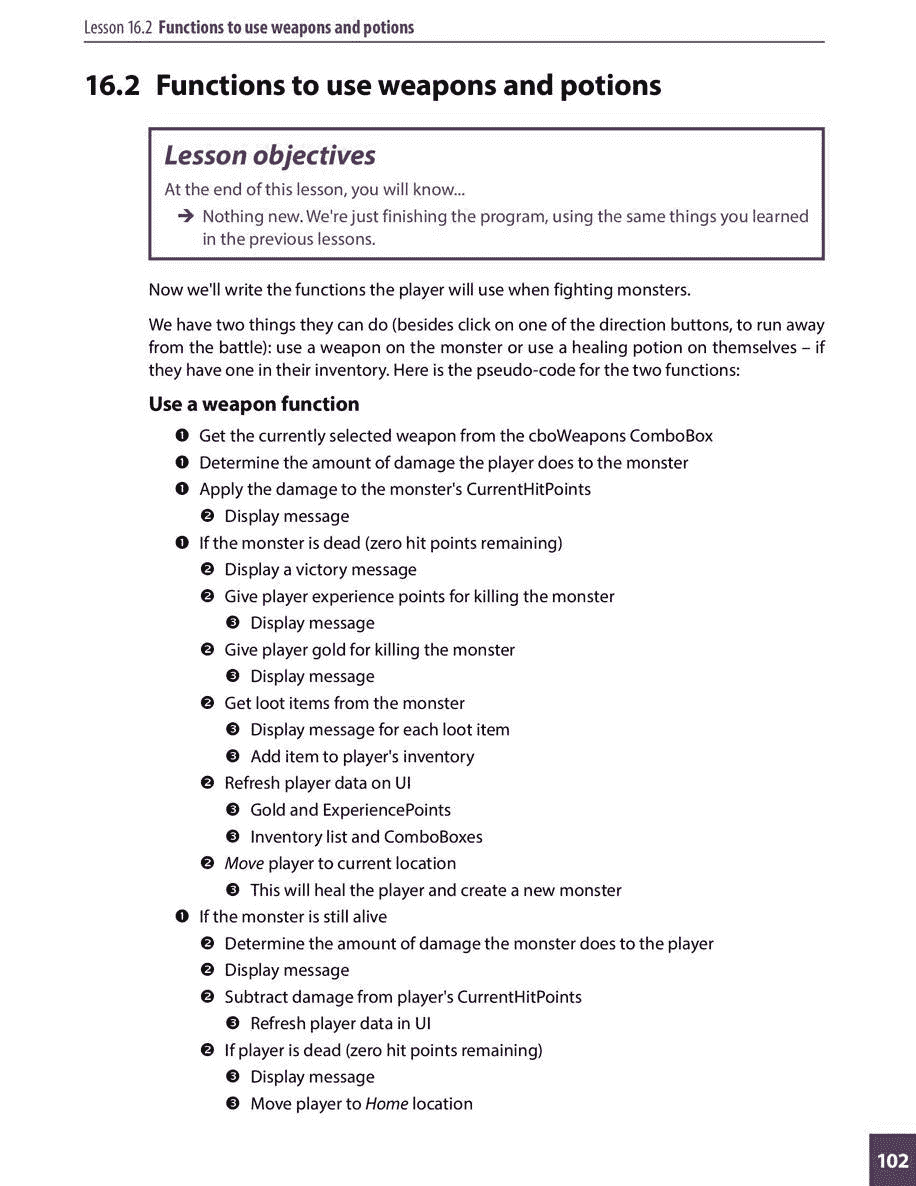 Lesson 16.2 Functions to use weapons and potions
16.2 Functions to use weapons and potions
Lesson objectives
At the end of this lesson, you will know...
➔ Nothing new. We're just finishing the program, using the same things you learned
in the previous lessons.
Now we'll write the functions the player will use when fighting monsters.
We have two things they can do (besides click on one of the direction buttons, to run away
from the battle): use a weapon on the monster or use a healing potion on themselves – if
they have one in their inventory. Here is the pseudo-code for the two functions:
Use a weapon function
❶ Get the currently selected weapon from the cboWeapons ComboBox
❶ Determine the amount of damage the player does to the monster
❶ Apply the damage to the monster's CurrentHitPoints
❷ Display message
❶ If the monster is dead (zero hit points remaining)
❷ Display a victory message
❷ Give player experience points for killing the monster
❸ Display message
❷ Give player gold for killing the monster
❸ Display message
❷ Get loot items from the monster
❸ Display message for each loot item
❸ Add item to player's inventory
❷ Refresh player data on UI
❸ Gold and ExperiencePoints
❸ Inventory list and ComboBoxes
❷ Move player to current location
❸ This will heal the player and create a new monster
❶ If the monster is still alive
❷ Determine the amount of damage the monster does to the player
❷ Display message
❷ Subtract damage from player's CurrentHitPoints
❸ Refresh player data in UI
❷ If player is dead (zero hit points remaining)
❸ Display message
❸ Move player to Home location
102